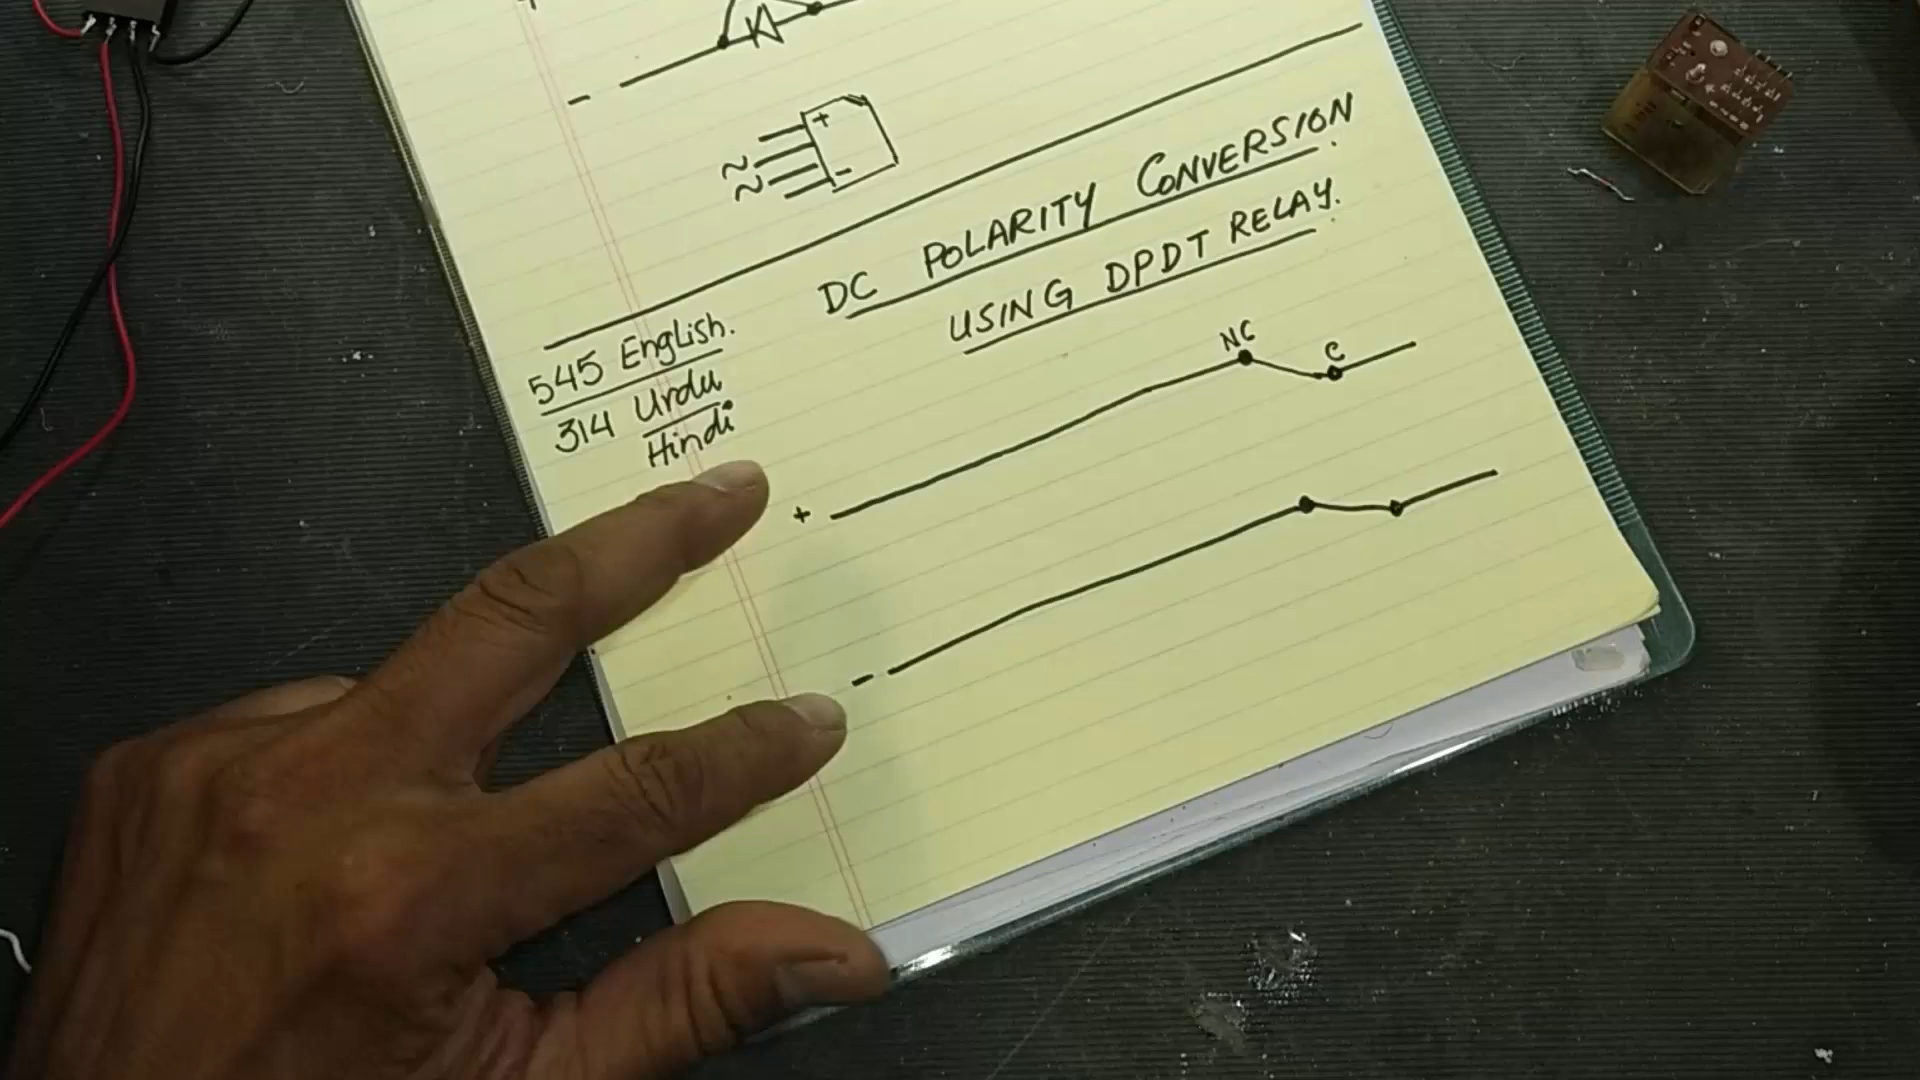 -
+
~
~
-
DC POLARITY CONVERSION.
USING DPDT RELAY.
545 English.
314 Urdu
Hindi
NC
C
+
-